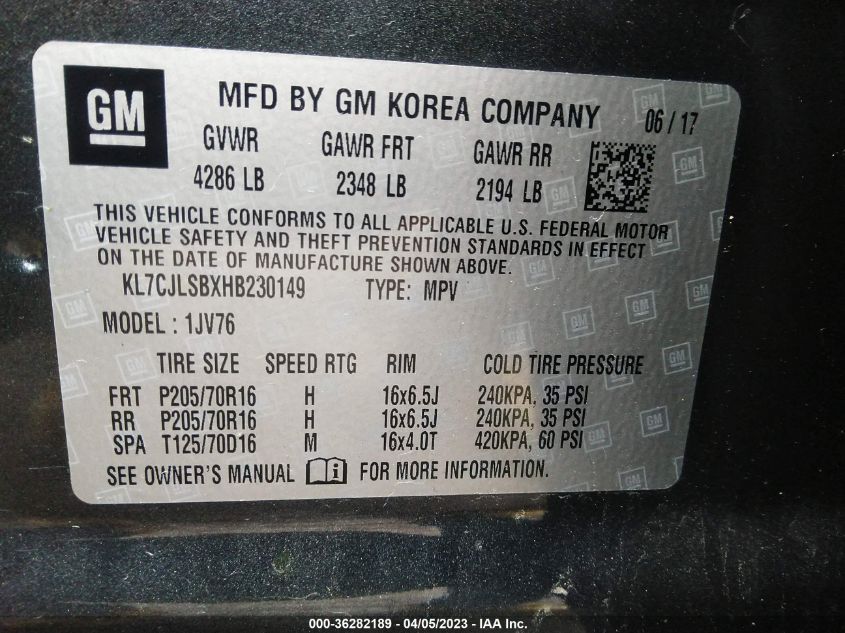 GM
MFD BY GM KOREA COMPANY 06 / 17
GVWR GAWR FRT GAWR RR
4286 LB 2348 LB 2194 LB
THIS VEHICLE CONFORMS TO ALL APPLICABLE U.S. FEDERAL MOTOR
VEHICLE SAFETY AND THEFT PREVENTION STANDARDS IN EFFECT
ON THE DATE OF MANUFACTURE SHOWN ABOVE.
KL7CJLSBXHB230149 TYPE: MPV
MODEL : 1JV76
TIRE SIZE SPEED RTG RIM COLD TIRE PRESSURE
FRT P205/70R16 H 16x6.5J 240KPA, 35 PSI
RR P205/70R16 H 16x6.5J 240KPA, 35 PSI
SPA T125/70D16 M 16x4.0T 420KPA, 60 PSI
SEE OWNER'S MANUAL i FOR MORE INFORMATION.
000-36282189 - 04/05/2023 - IAA Inc.